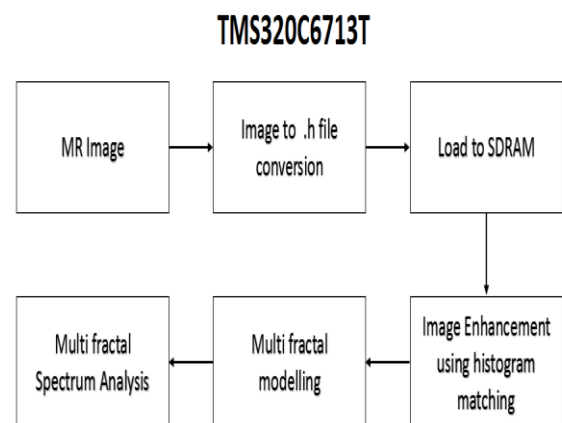 TMS320C6713T
MR Image
Image to .h file
conversion
Load to SDRAM
Image Enhancement
using histogram
matching
Multi fractal
modelling
Multi fractal
Spectrum Analysis